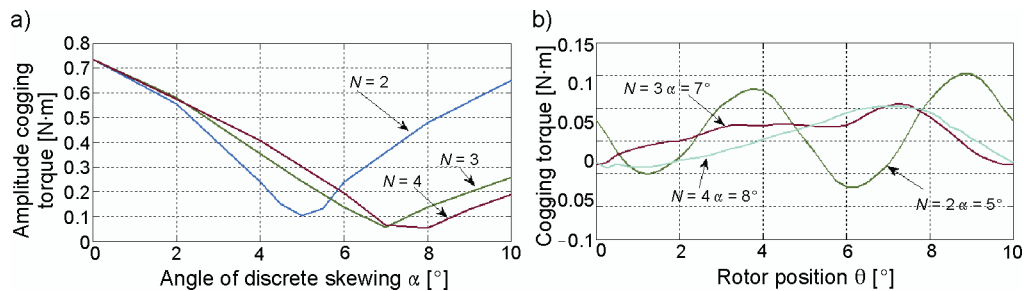 a)
Amplitude cogging
torque [N·m]
0.8
0.7
0.6
0.5
0.4
0.3
0.2
0.1
0
0
2
4
6
8
10
N = 2
N = 3
N = 4
Angle of discrete skewing α [°]
b)
Cogging torque [N·m]
0.15
0.1
0.05
0
−0.05
−0.1
0
2
4
6
8
10
N = 3 α = 7°
N = 4 α = 8°
N = 2 α = 5°
Rotor position θ [°]